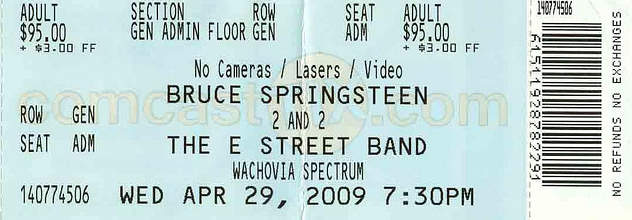 ADULT SECTION ROW SEAT ADULT
$95.00 GEN ADMIN FLOOR GEN ADM $95.00
+ $3.00 FF + $3.00 FF
No Cameras / Lasers / Video
BRUCE SPRINGSTEEN
ROW GEN 2 AND 2
SEAT ADM THE E STREET BAND
WACHOVIA SPECTRUM
140774506 WED APR 29, 2009 7:30PM
comcast .com
140774506
61511928782291
NO REFUNDS NO EXCHANGES